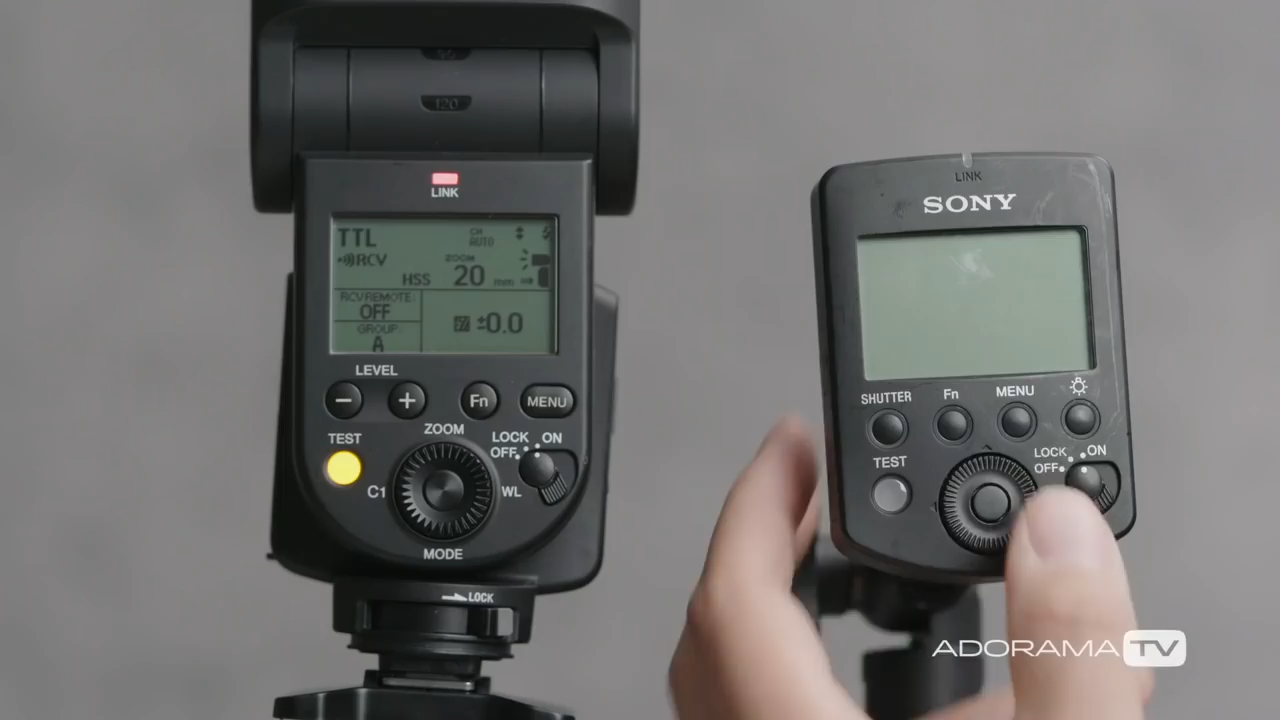 120
LINK
TTL
CH
AUTO
RCV
ZOOM
HSS 20 mm
RCV REMOTE:
OFF
GROUP
A
±0.0
LEVEL
− + Fn MENU
ZOOM
TEST
LOCK ON
OFF
C1
WL
MODE
LOCK
LINK
SONY
SHUTTER Fn MENU
TEST
LOCK ON
OFF
ADORAMA TV